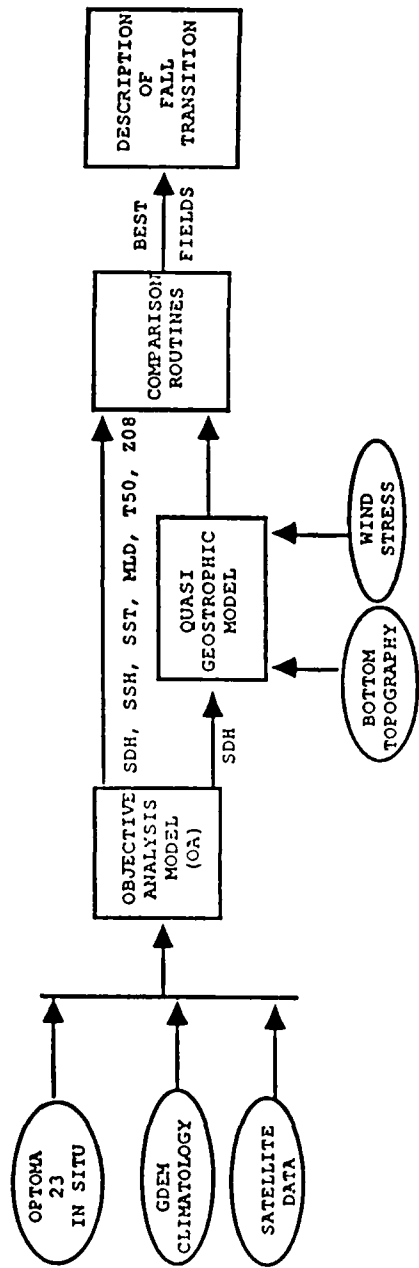 OPTOMA
23
IN SITU
GDEM
CLIMATOLOGY
SATELLITE
DATA
OBJECTIVE
ANALYSIS
MODEL
(OA)
SDH, SSH, SST, MLD, T50, Z08
SDH
QUASI
GEOSTROPHIC
MODEL
BOTTOM
TOPOGRAPHY
WIND
STRESS
COMPARISON
ROUTINES
BEST
FIELDS
DESCRIPTION
OF
FALL
TRANSITION